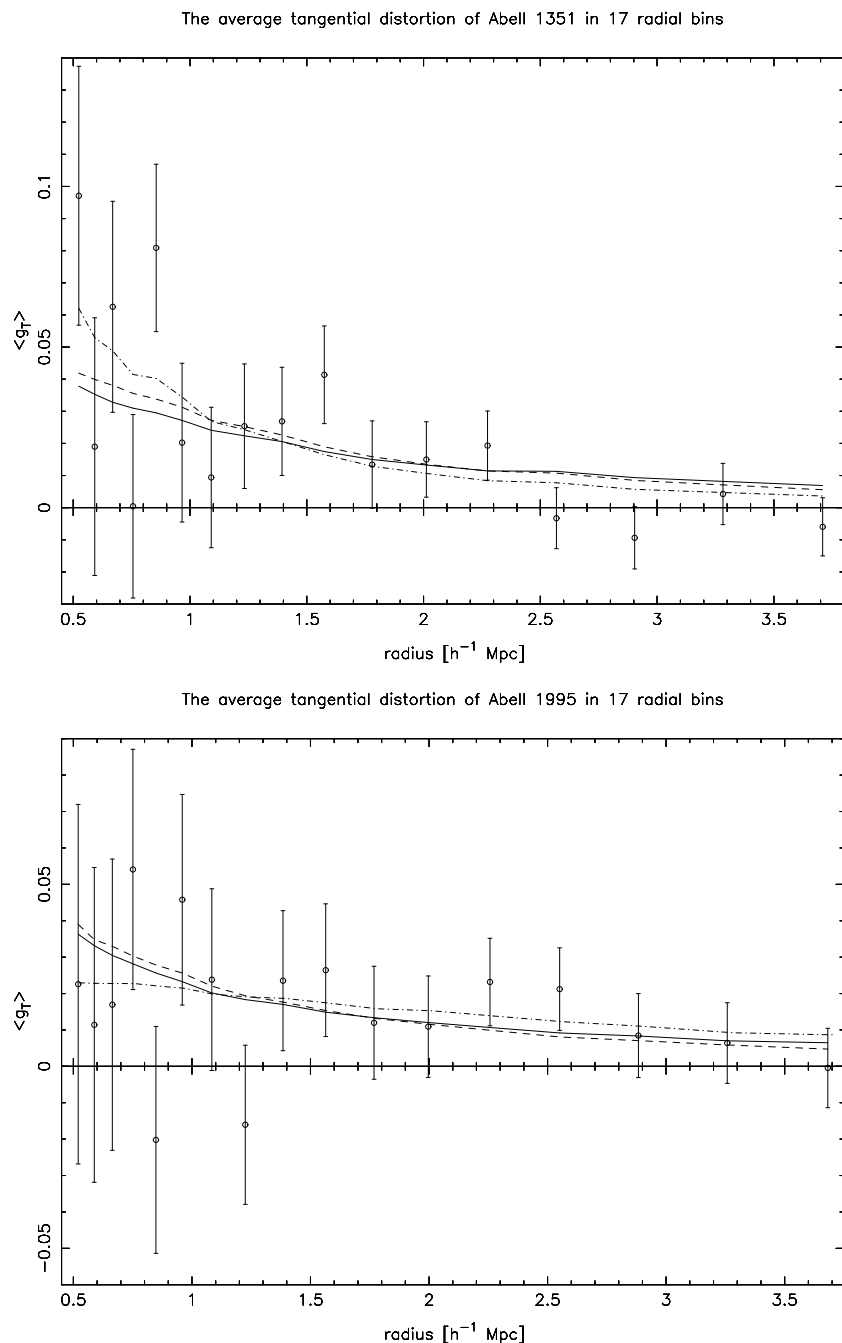 The average tangential distortion of Abell 1351 in 17 radial bins
0.1
0.05
0
<g_T>
0.5 1 1.5 2 2.5 3 3.5
radius [h^−1 Mpc]
The average tangential distortion of Abell 1995 in 17 radial bins
0.05
0
−0.05
<g_T>
0.5 1 1.5 2 2.5 3 3.5
radius [h^−1 Mpc]